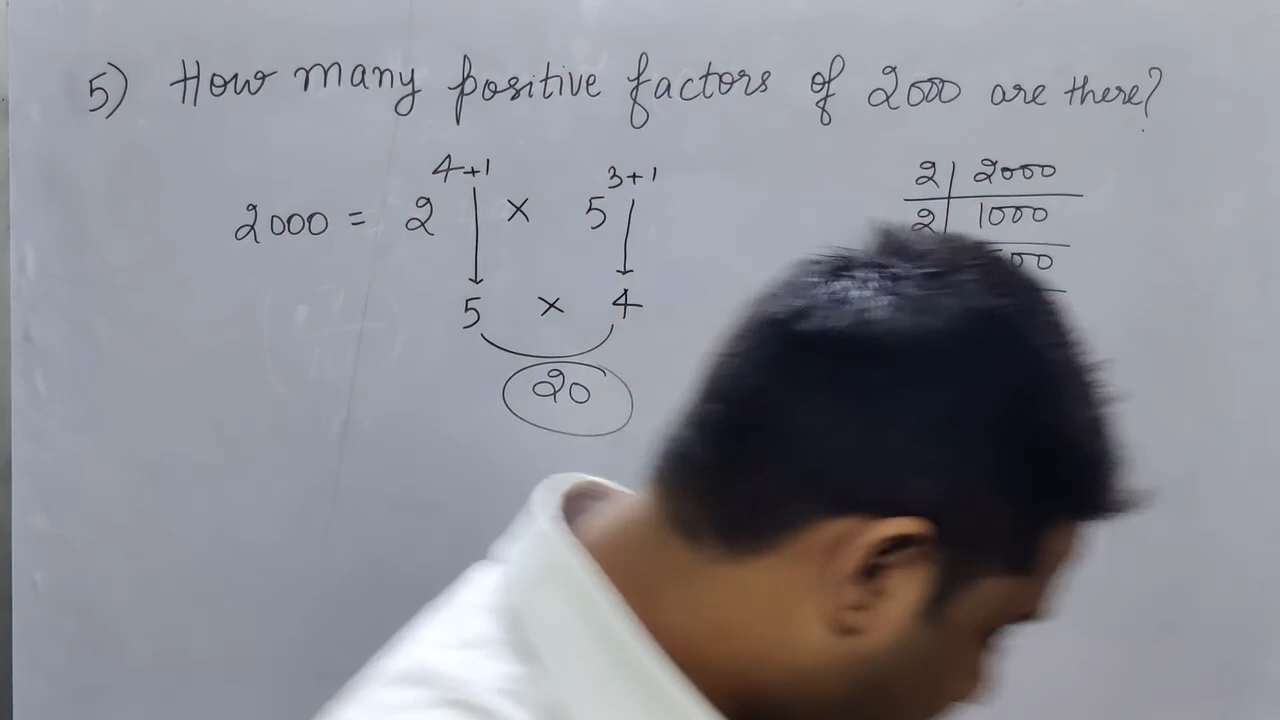 5) How many positive factors of 2000 are there?
2000 = 2^{4+1} × 5^{3+1}
5 × 4
20
2 | 2000
2 | 1000